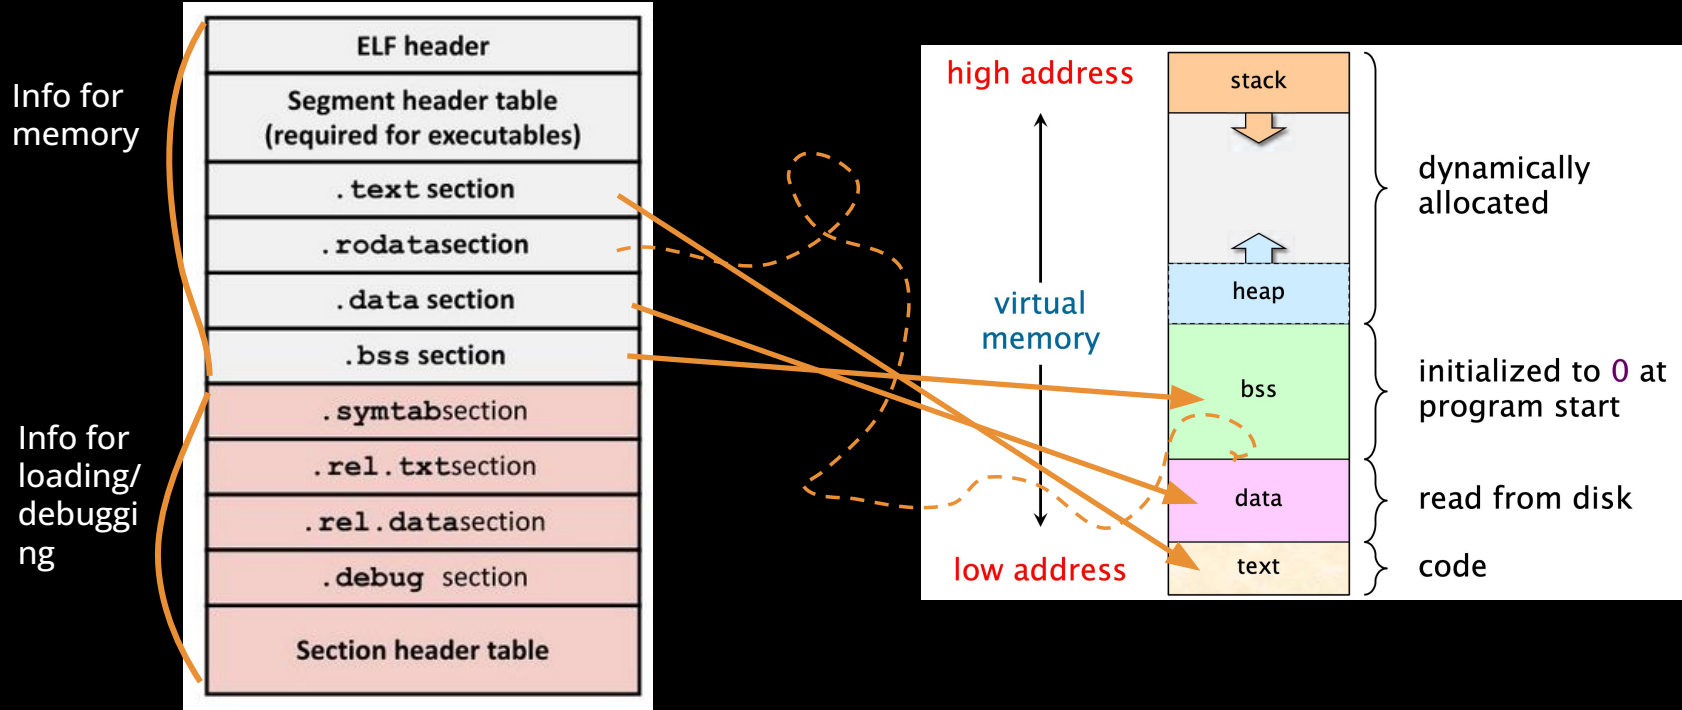 Info for
memory
Info for
loading/
debuggi
ng
ELF header
Segment header table
(required for executables)
.text section
.rodatasection
.data section
.bss section
.symtabsection
.rel.txtsection
.rel.datasection
.debug section
Section header table
high address
virtual
memory
low address
stack
heap
bss
data
text
dynamically
allocated
initialized to 0 at
program start
read from disk
code